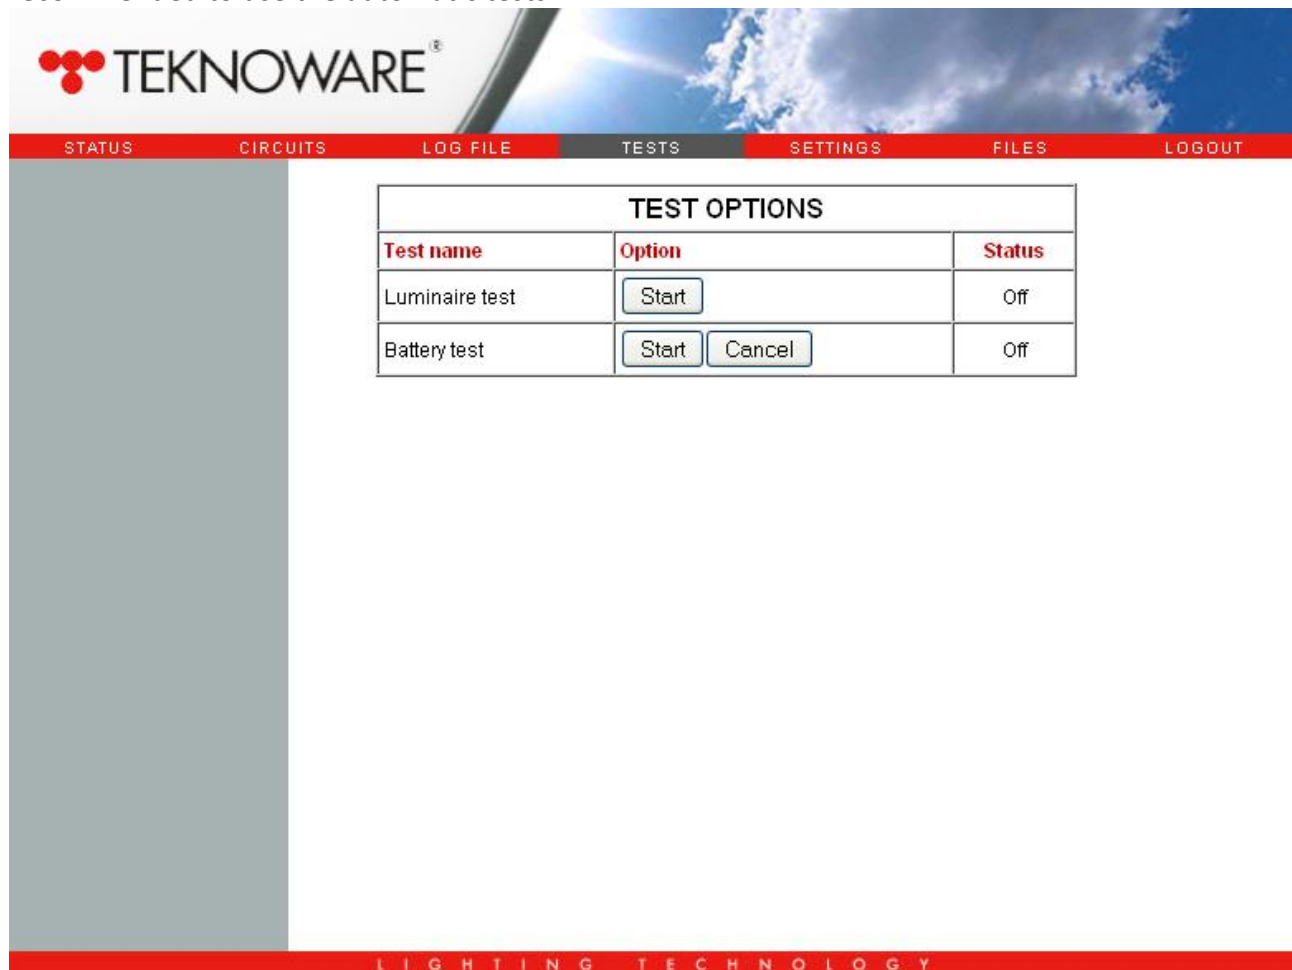 TEKNOWARE®
STATUS CIRCUITS LOG FILE TESTS SETTINGS FILES LOGOUT
TEST OPTIONS
Test name Option Status
Luminaire test Start Off
Battery test Start Cancel Off
LIGHTING TECHNOLOGY